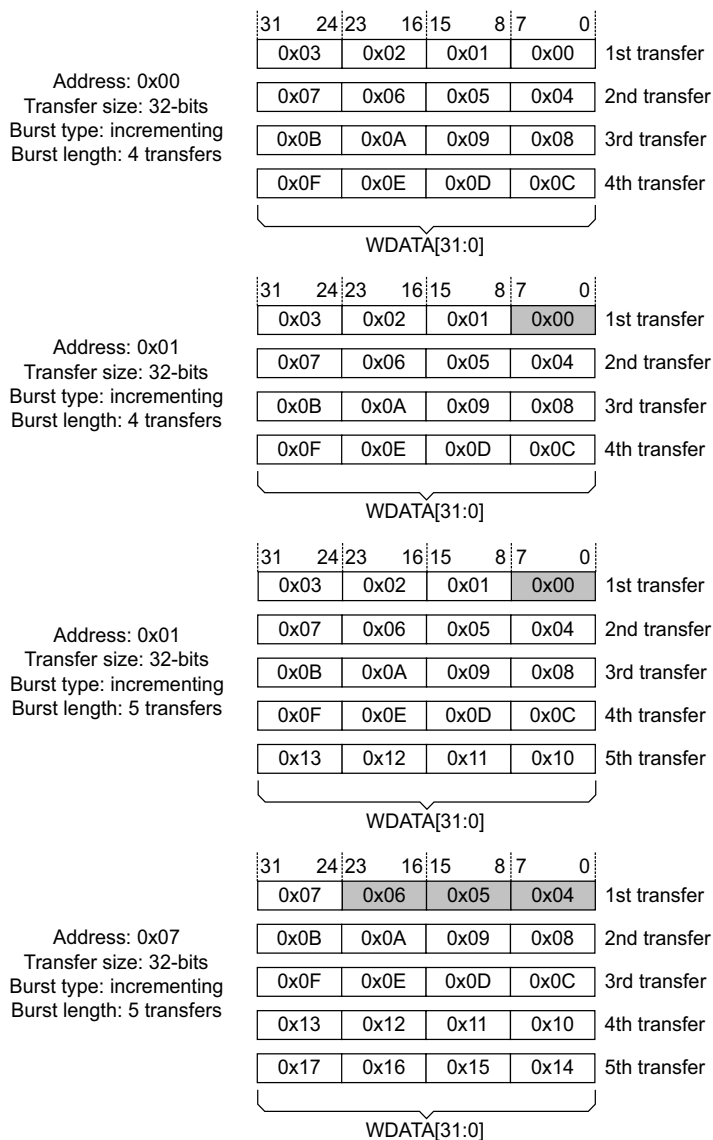 31 24 23 16 15 8 7 0
0x03 0x02 0x01 0x00 1st transfer
Address: 0x00
Transfer size: 32-bits
Burst type: incrementing
Burst length: 4 transfers
0x07 0x06 0x05 0x04 2nd transfer
0x0B 0x0A 0x09 0x08 3rd transfer
0x0F 0x0E 0x0D 0x0C 4th transfer
WDATA[31:0]
31 24 23 16 15 8 7 0
0x03 0x02 0x01 0x00 1st transfer
Address: 0x01
Transfer size: 32-bits
Burst type: incrementing
Burst length: 4 transfers
0x07 0x06 0x05 0x04 2nd transfer
0x0B 0x0A 0x09 0x08 3rd transfer
0x0F 0x0E 0x0D 0x0C 4th transfer
WDATA[31:0]
31 24 23 16 15 8 7 0
0x03 0x02 0x01 0x00 1st transfer
Address: 0x01
Transfer size: 32-bits
Burst type: incrementing
Burst length: 5 transfers
0x07 0x06 0x05 0x04 2nd transfer
0x0B 0x0A 0x09 0x08 3rd transfer
0x0F 0x0E 0x0D 0x0C 4th transfer
0x13 0x12 0x11 0x10 5th transfer
WDATA[31:0]
31 24 23 16 15 8 7 0
0x07 0x06 0x05 0x04 1st transfer
Address: 0x07
Transfer size: 32-bits
Burst type: incrementing
Burst length: 5 transfers
0x0B 0x0A 0x09 0x08 2nd transfer
0x0F 0x0E 0x0D 0x0C 3rd transfer
0x13 0x12 0x11 0x10 4th transfer
0x17 0x16 0x15 0x14 5th transfer
WDATA[31:0]